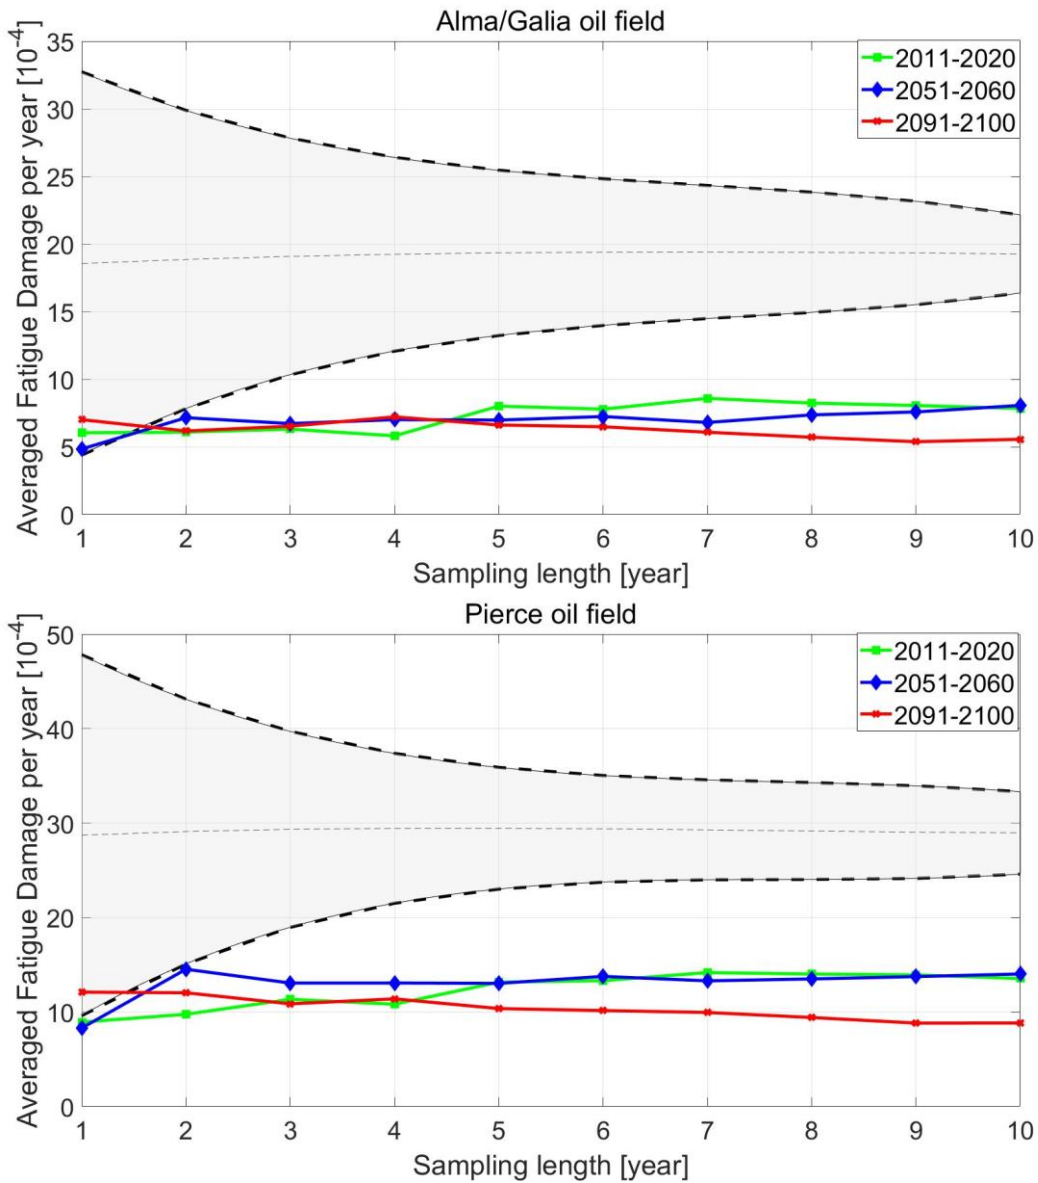 Alma/Galia oil field
Averaged Fatigue Damage per year [10-4]
35
30
25
20
15
10
5
0
2011-2020
2051-2060
2091-2100
1 2 3 4 5 6 7 8 9 10
Sampling length [year]
Pierce oil field
Averaged Fatigue Damage per year [10-4]
50
40
30
20
10
0
2011-2020
2051-2060
2091-2100
1 2 3 4 5 6 7 8 9 10
Sampling length [year]